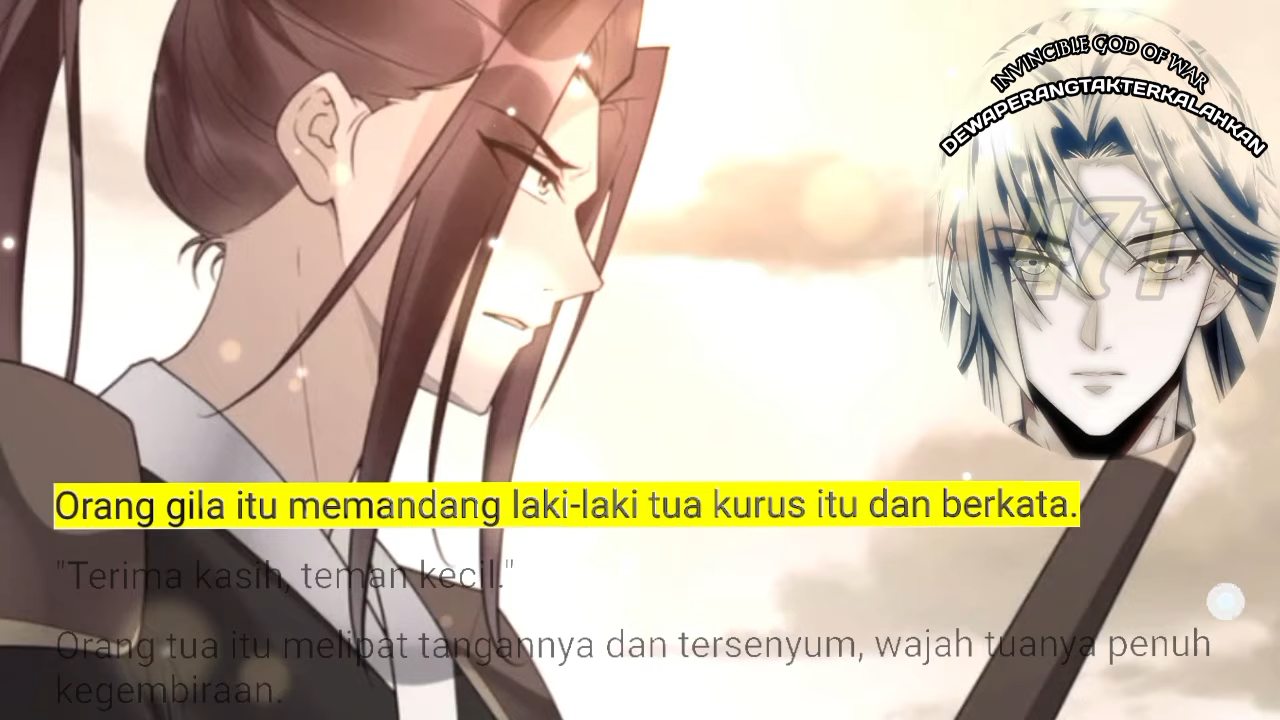 INVINCIBLE GOD OF WAR
DEWAPERANGTAKTERKALAHKAN
471
Orang gila itu memandang laki-laki tua kurus itu dan berkata.
"Terima kasih, teman kecil."
Orang tua itu melipat tangannya dan tersenyum, wajah tuanya penuh
kegembiraan.